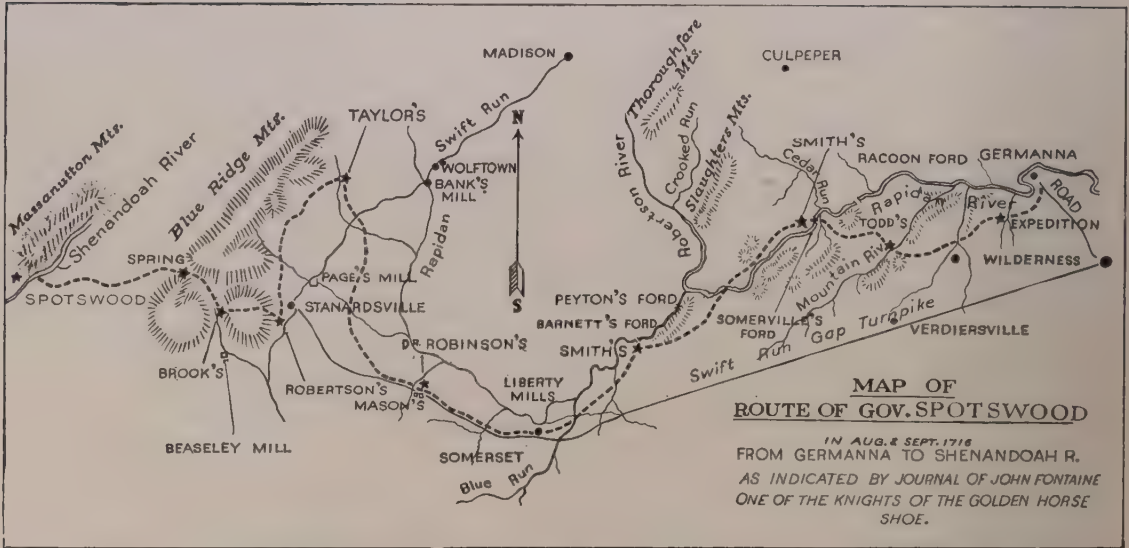 MADISON
CULPEPER
Thoroughfare
Mts.
TAYLOR'S
N
Swift Run
WOLFTOWN
BANK'S
MILL
Massanutton Mts.
Shenandoah River
Blue Ridge Mts.
Robertson River
Crooked Run
Slaughters Mts.
SMITH'S
Cedar Run
RACOON FORD
GERMANNA
ROAD
Rapidan River
EXPEDITION
TODD'S
WILDERNESS
Mountain Riv
SPRING
SPOTSWOOD
PAGE'S MILL
STANARDSVILLE
Rapidan
S
PEYTON'S FORD
BARNETT'S FORD
SMITH'S
SOMERVILLE'S
FORD
VERDIERSVILLE
Swift Run Gap Turnpike
DR. ROBINSON'S
BROOK'S
ROBERTSON'S
MASON'S
LIBERTY
MILLS
BEASELEY MILL
SOMERSET
Blue Run
MAP OF
ROUTE OF GOV. SPOTSWOOD
IN AUG. & SEPT. 1716
FROM GERMANNA TO SHENANDOAH R.
AS INDICATED BY JOURNAL OF JOHN FONTAINE
ONE OF THE KNIGHTS OF THE GOLDEN HORSE
SHOE.